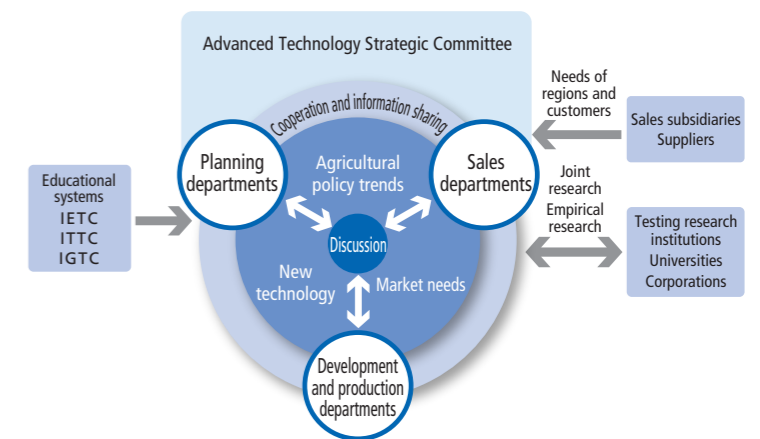 Advanced Technology Strategic Committee
Cooperation and information sharing
Planning
departments
Agricultural
policy trends
Sales
departments
Discussion
New
technology
Market needs
Development
and production
departments
Educational
systems
IETC
ITTC
IGTC
Needs of
regions and
customers
Sales subsidiaries
Suppliers
Joint
research
Empirical
research
Testing research
institutions
Universities
Corporations